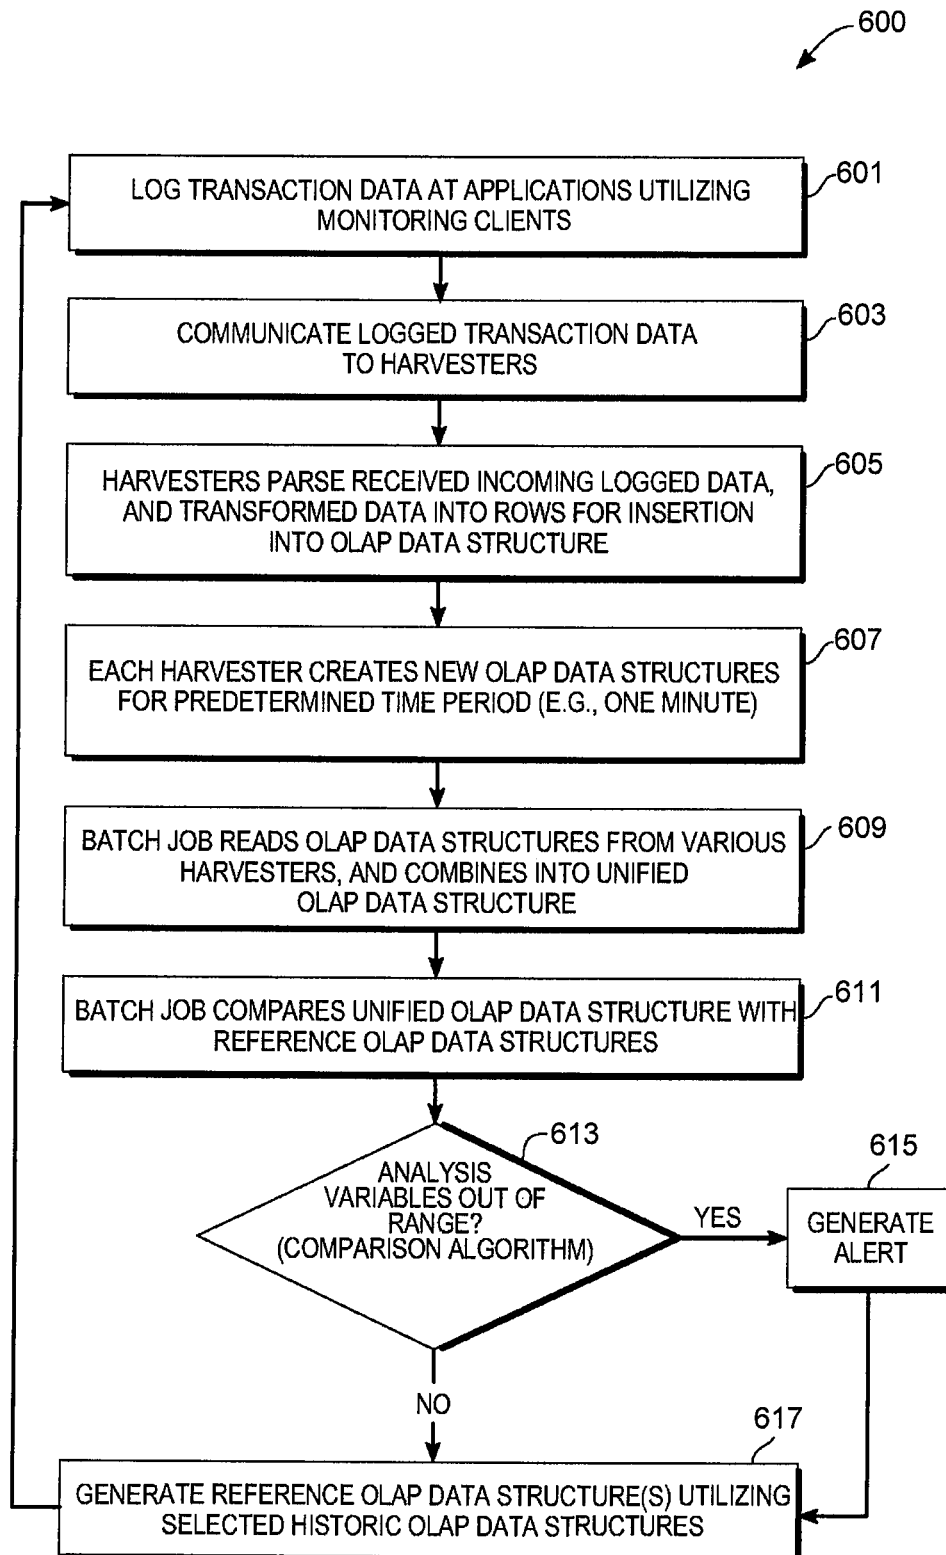 600
LOG TRANSACTION DATA AT APPLICATIONS UTILIZING
MONITORING CLIENTS
601
COMMUNICATE LOGGED TRANSACTION DATA
TO HARVESTERS
603
HARVESTERS PARSE RECEIVED INCOMING LOGGED DATA,
AND TRANSFORMED DATA INTO ROWS FOR INSERTION
INTO OLAP DATA STRUCTURE
605
EACH HARVESTER CREATES NEW OLAP DATA STRUCTURES
FOR PREDETERMINED TIME PERIOD (E.G., ONE MINUTE)
607
BATCH JOB READS OLAP DATA STRUCTURES FROM VARIOUS
HARVESTERS, AND COMBINES INTO UNIFIED
OLAP DATA STRUCTURE
609
BATCH JOB COMPARES UNIFIED OLAP DATA STRUCTURE WITH
REFERENCE OLAP DATA STRUCTURES
611
ANALYSIS
VARIABLES OUT OF
RANGE?
(COMPARISON ALGORITHM)
613
YES
615
GENERATE
ALERT
NO
617
GENERATE REFERENCE OLAP DATA STRUCTURE(S) UTILIZING
SELECTED HISTORIC OLAP DATA STRUCTURES